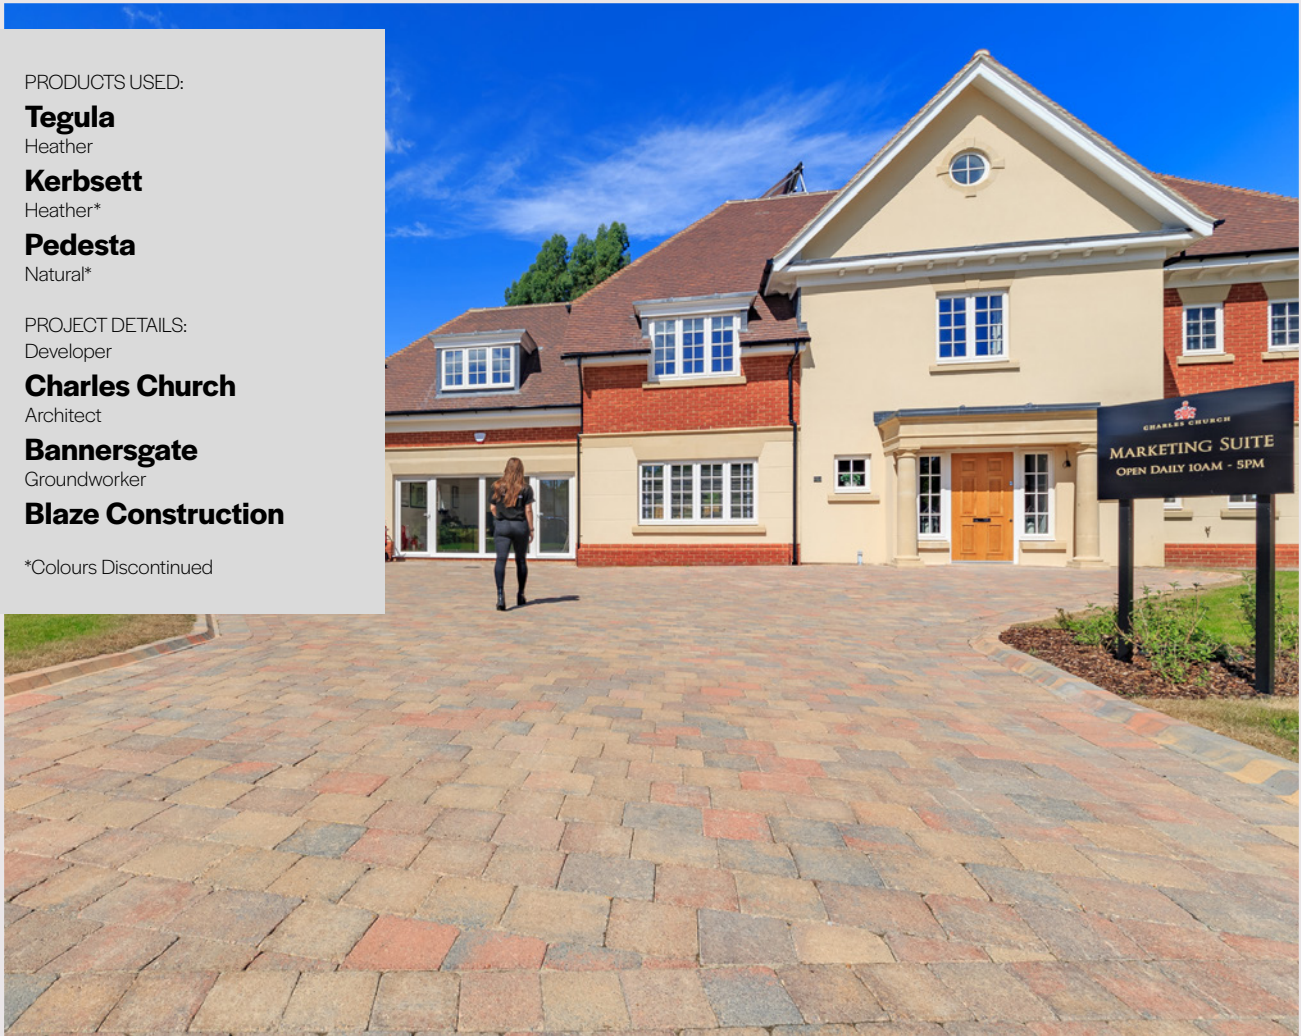 PRODUCTS USED:
Tegula
Heather
Kerbsett
Heather*
Pedesta
Natural*
PROJECT DETAILS:
Developer
Charles Church
Architect
Bannersgate
Groundworker
Blaze Construction
*Colours Discontinued
CHARLES CHURCH
MARKETING SUITE
OPEN DAILY 10AM - 5PM